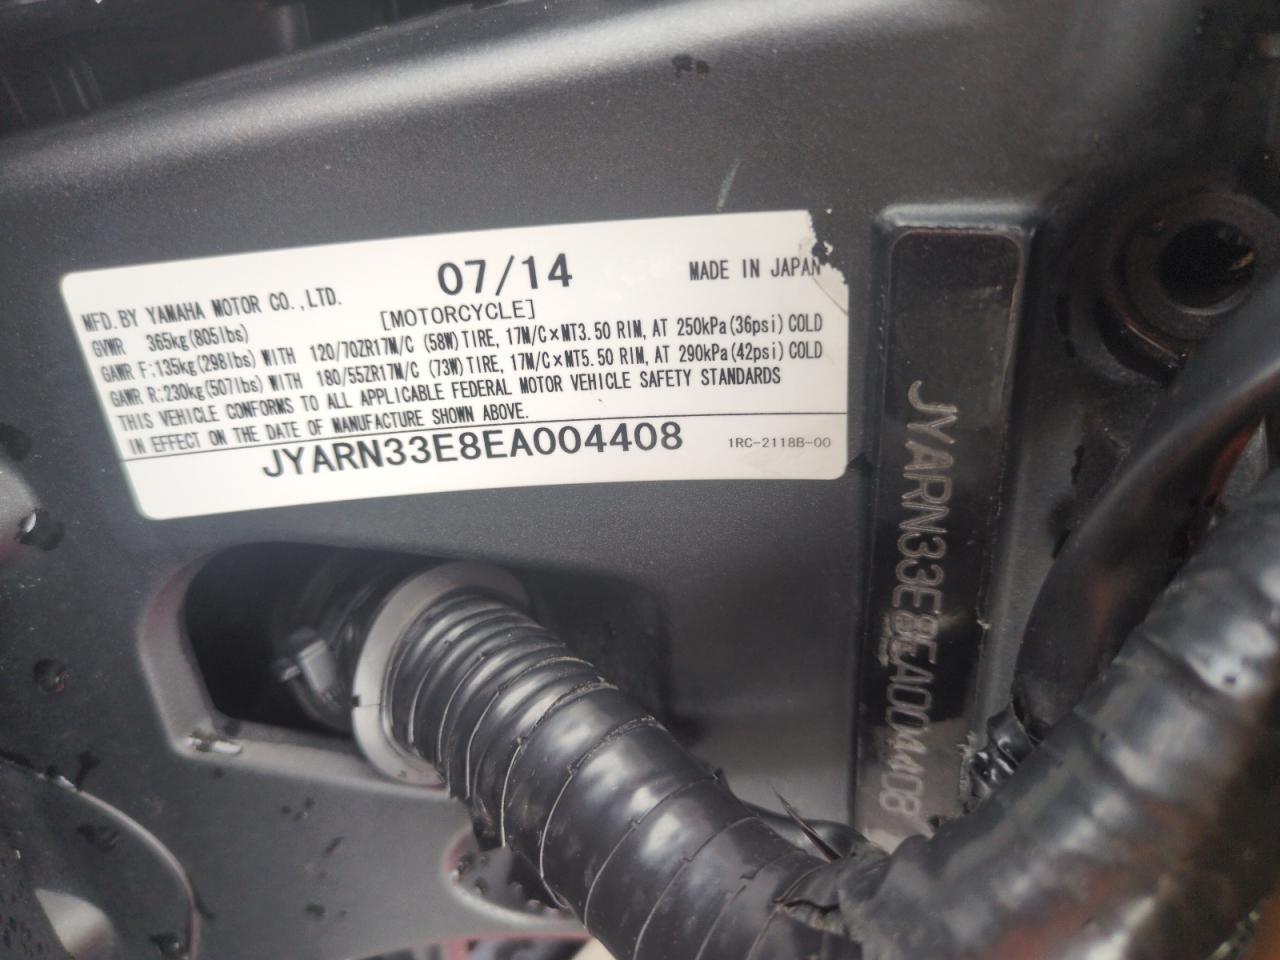 07/14
MFD. BY YAMAHA MOTOR CO.,LTD.
MADE IN JAPAN
[MOTORCYCLE]
GVWR 365kg(805lbs)
GAWR F:135kg(298lbs) WITH 120/70ZR17M/C (58W)TIRE, 17M/C×MT3.50 RIM, AT 250kPa(36psi)COLD
GAWR R:230kg(507lbs) WITH 180/55ZR17M/C (73W)TIRE, 17M/C×MT5.50 RIM, AT 290kPa(42psi)COLD
THIS VEHICLE CONFORMS TO ALL APPLICABLE FEDERAL MOTOR VEHICLE SAFETY STANDARDS
IN EFFECT ON THE DATE OF MANUFACTURE SHOWN ABOVE.
JYARN33E8EA004408
1RC-2118B-00
JYARN33E8EA004408